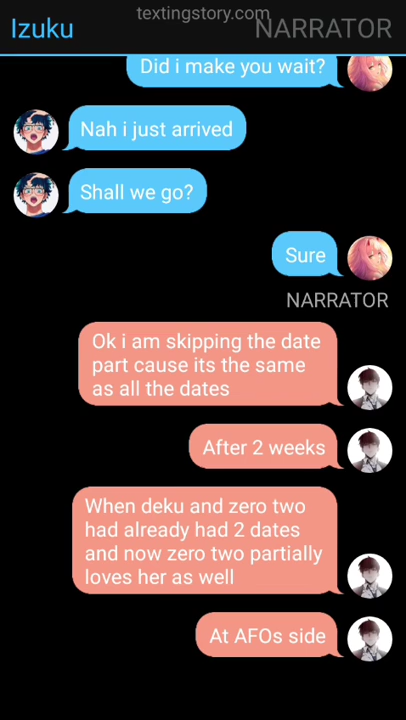 textingstory.com
Izuku
NARRATOR
Did i make you wait?
Nah i just arrived
Shall we go?
Sure
NARRATOR
Ok i am skipping the date
part cause its the same
as all the dates
After 2 weeks
When deku and zero two
had already had 2 dates
and now zero two partially
loves her as well
At AFOs side